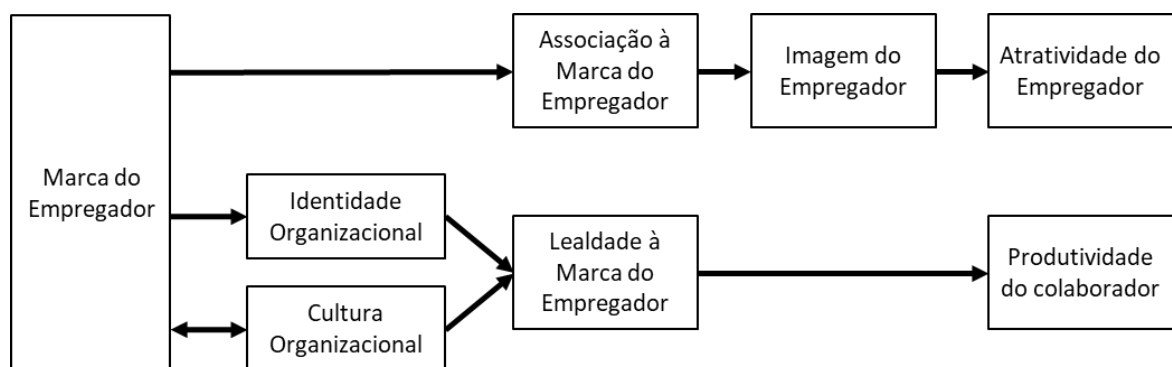 Marca do
Empregador
Associação à
Marca do
Empregador
Imagem do
Empregador
Atratividade do
Empregador
Identidade
Organizacional
Cultura
Organizacional
Lealdade à
Marca do
Empregador
Produtividade
do colaborador